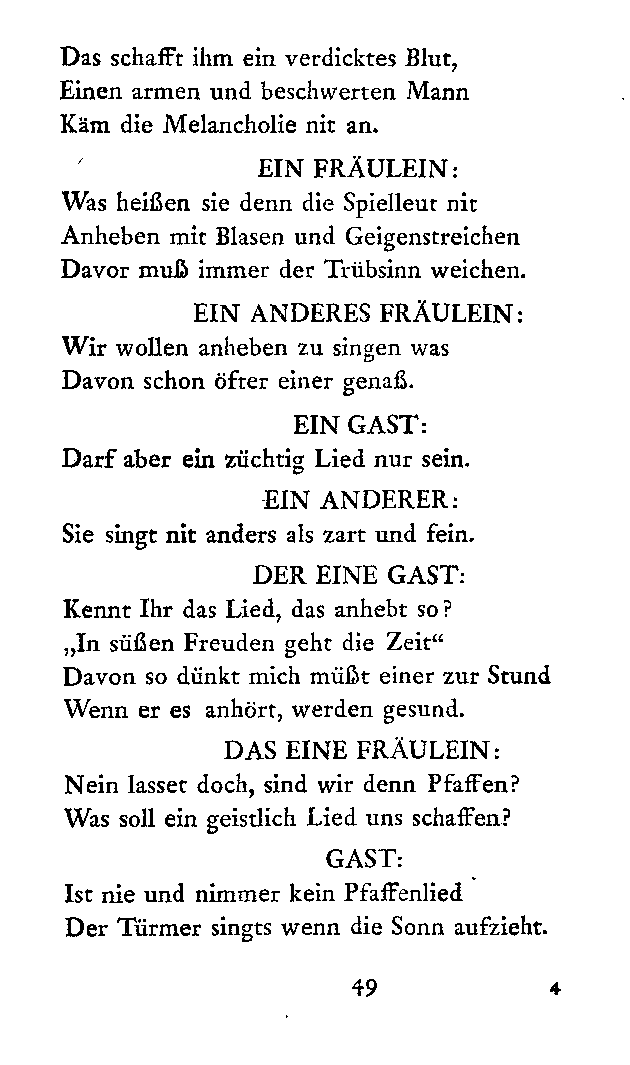 Das schafft ihm ein verdicktes Blut,
Einen armen und beschwerten Mann
Käm die Melancholie nit an.
EIN FRÄULEIN:
Was heißen sie denn die Spielleut nit
Anheben mit Blasen und Geigenstreichen
Davor muß immer der Trübsinn weichen.
EIN ANDERES FRÄULEIN:
Wir wollen anheben zu singen was
Davon schon öfter einer genaß.
EIN GAST:
Darf aber ein züchtig Lied nur sein.
EIN ANDERER:
Sie singt nit anders als zart und fein.
DER EINE GAST:
Kennt Ihr das Lied, das anhebt so?
„In süßen Freuden geht die Zeit“
Davon so dünkt mich müßt einer zur Stund
Wenn er es anhört, werden gesund.
DAS EINE FRÄULEIN:
Nein lasset doch, sind wir denn Pfaffen?
Was soll ein geistlich Lied uns schaffen?
GAST:
Ist nie und nimmer kein Pfaffenlied
Der Türmer singts wenn die Sonn aufzieht.
49 4